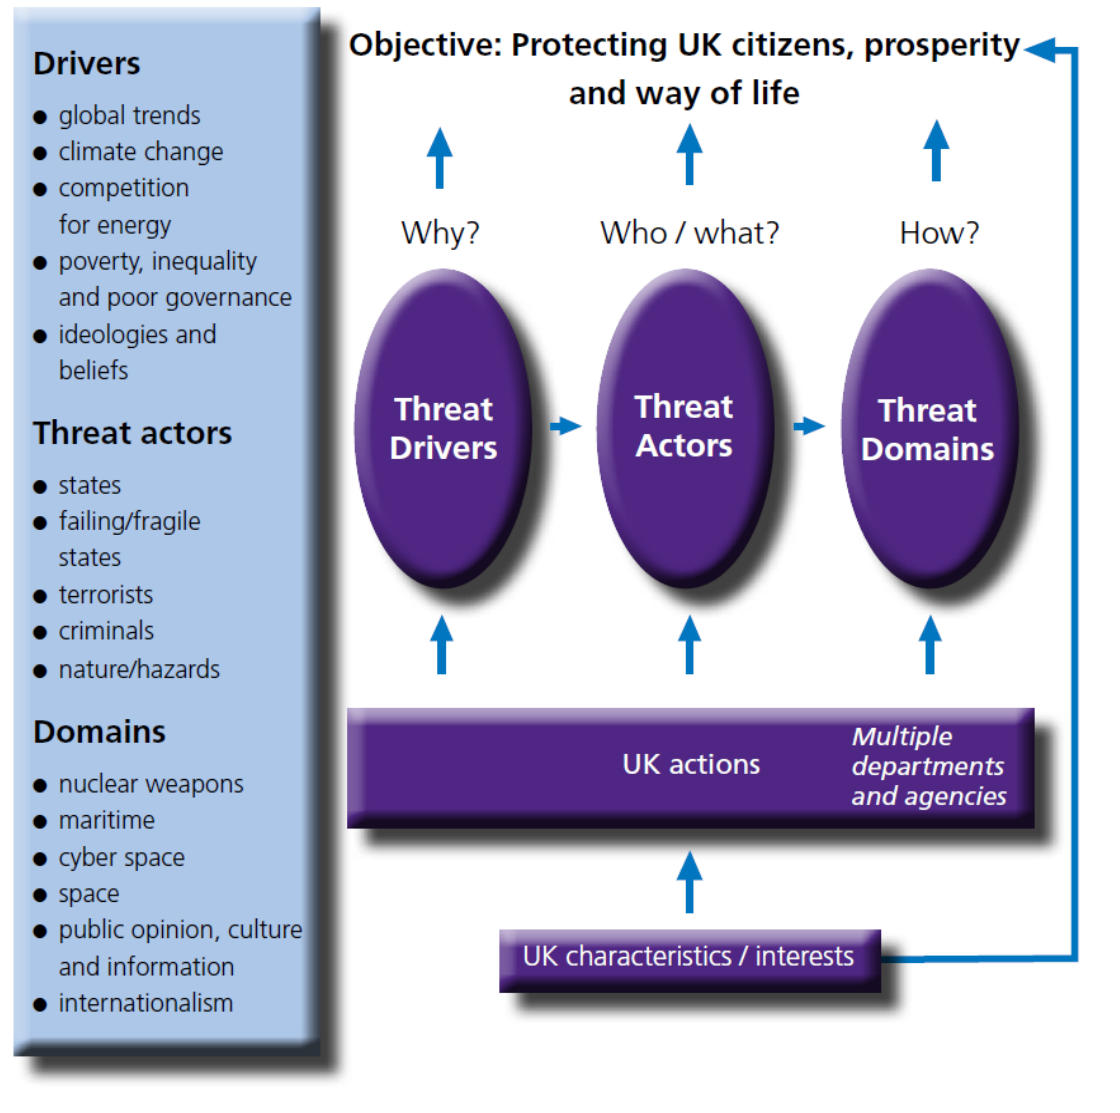 Drivers
● global trends
● climate change
● competition
for energy
● poverty, inequality
and poor governance
● ideologies and
beliefs
Threat actors
● states
● failing/fragile
states
● terrorists
● criminals
● nature/hazards
Domains
● nuclear weapons
● maritime
● cyber space
● space
● public opinion, culture
and information
● internationalism
Objective: Protecting UK citizens, prosperity
and way of life
Why?
Who / what?
How?
Threat
Drivers
Threat
Actors
Threat
Domains
UK actions
Multiple
departments
and agencies
UK characteristics / interests